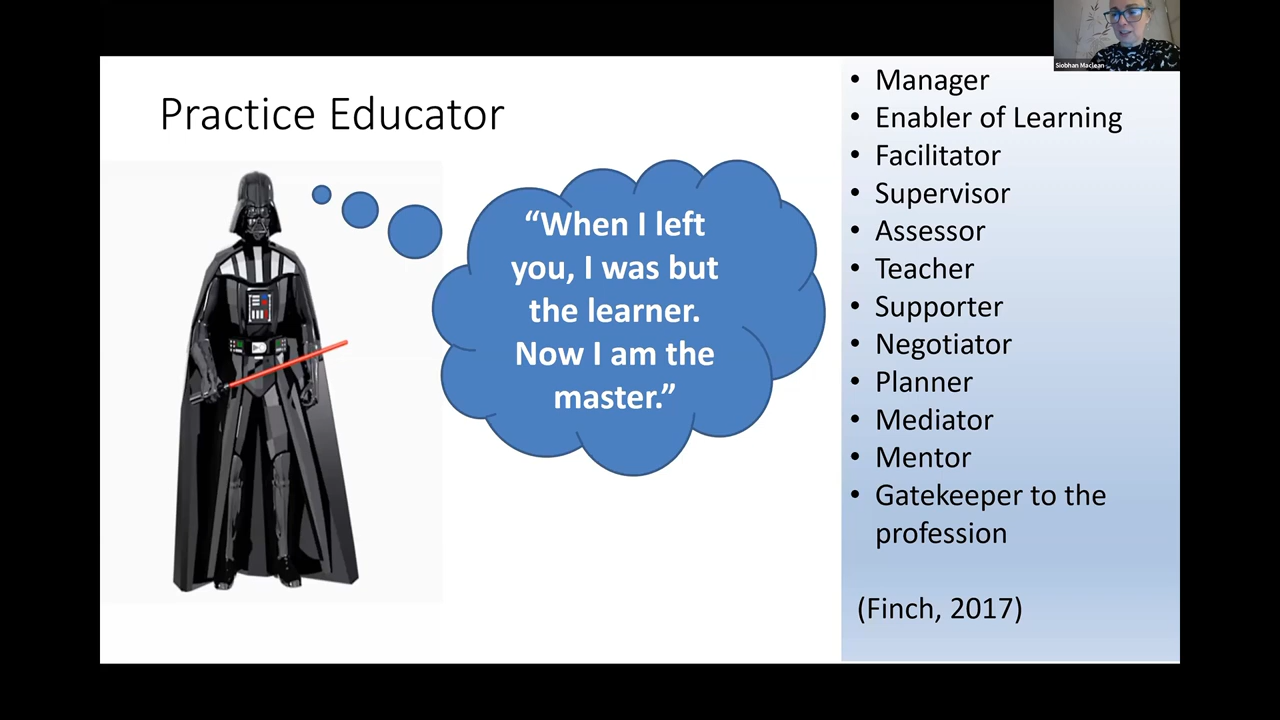 Siobhan Maclean
Practice Educator
“When I left
you, I was but
the learner.
Now I am the
master.”
• Manager
• Enabler of Learning
• Facilitator
• Supervisor
• Assessor
• Teacher
• Supporter
• Negotiator
• Planner
• Mediator
• Mentor
• Gatekeeper to the
profession
(Finch, 2017)